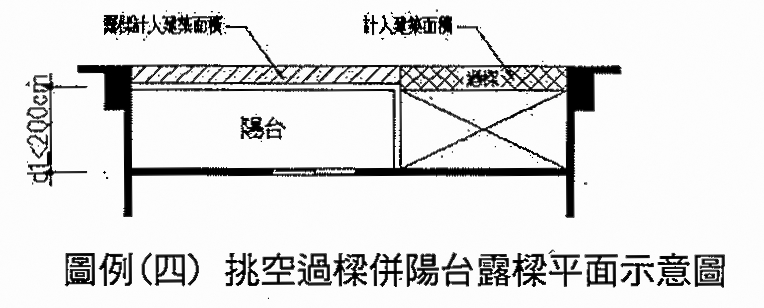 露樑計入建築面積
計入建築面積
過樑
陽台
d1<200cm
圖例(四) 挑空過樑併陽台露樑平面示意圖